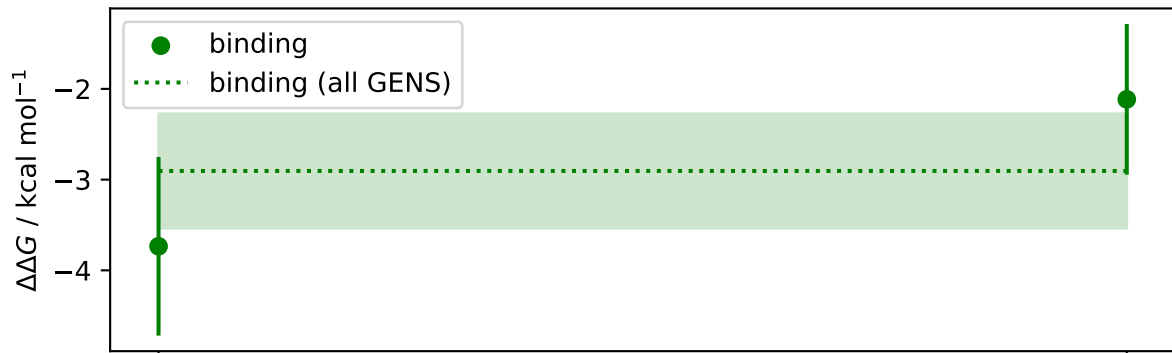 binding
binding (all GENS)
ΔΔG / kcal mol⁻¹
−2
−3
−4